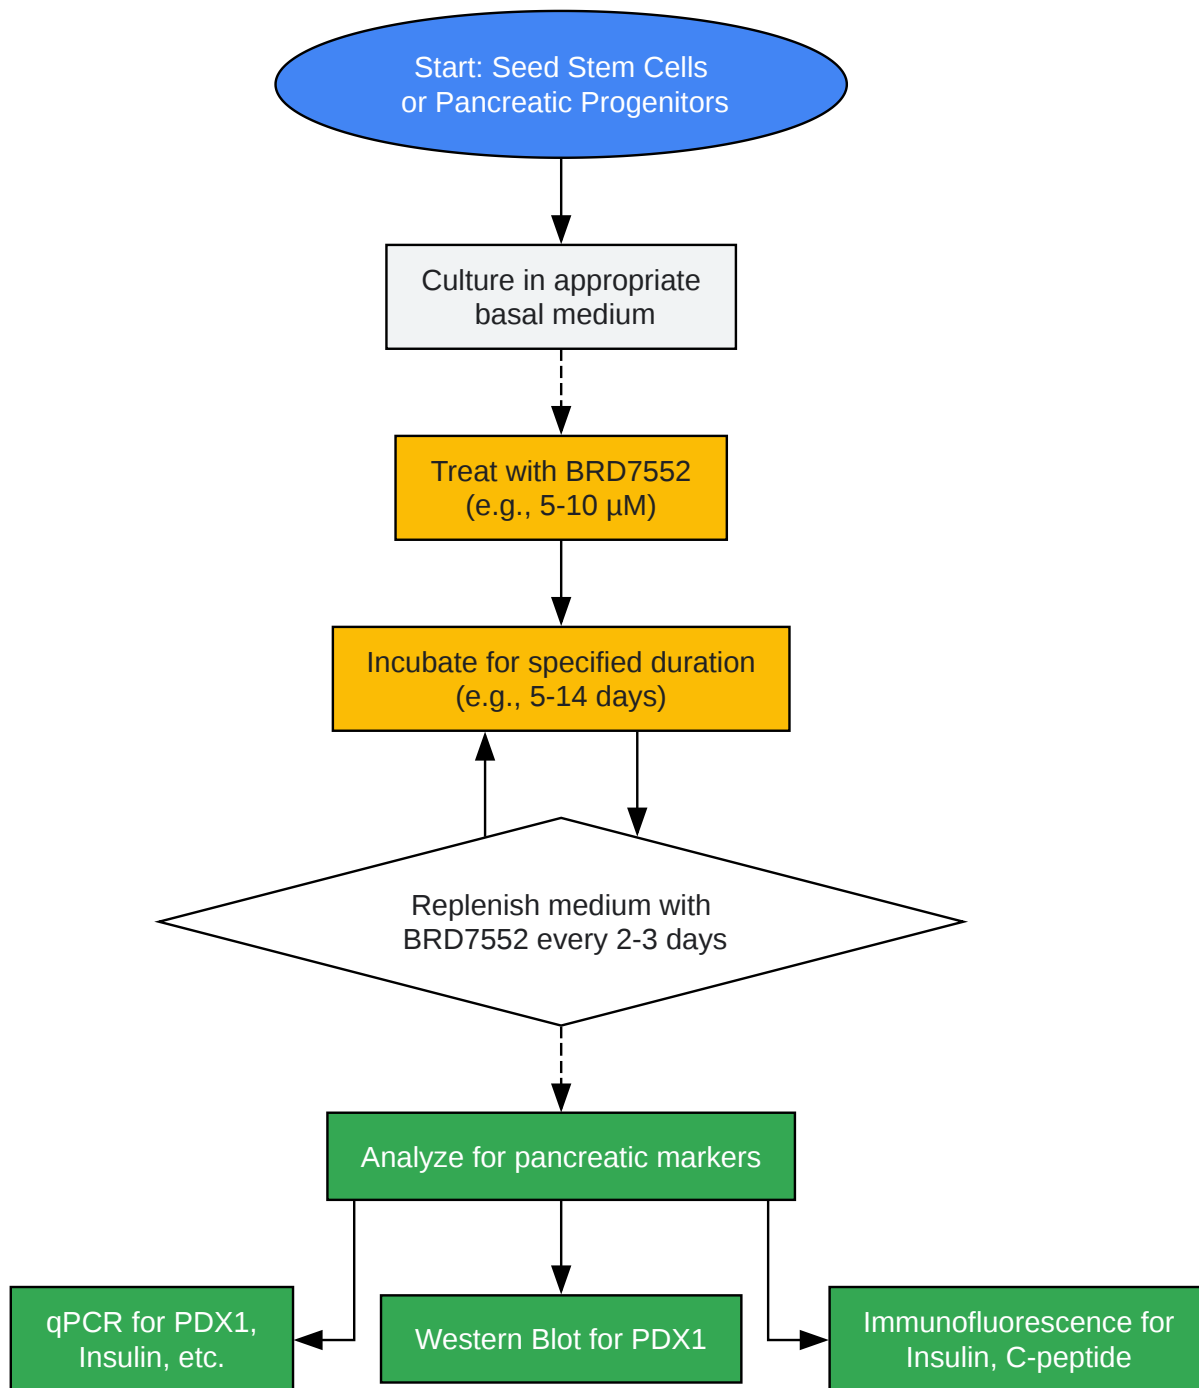 Start: Seed Stem Cells
or Pancreatic Progenitors
Culture in appropriate
basal medium
Treat with BRD7552
(e.g., 5-10 µM)
Incubate for specified duration
(e.g., 5-14 days)
Replenish medium with
BRD7552 every 2-3 days
Analyze for pancreatic markers
qPCR for PDX1,
Insulin, etc.
Western Blot for PDX1
Immunofluorescence for
Insulin, C-peptide